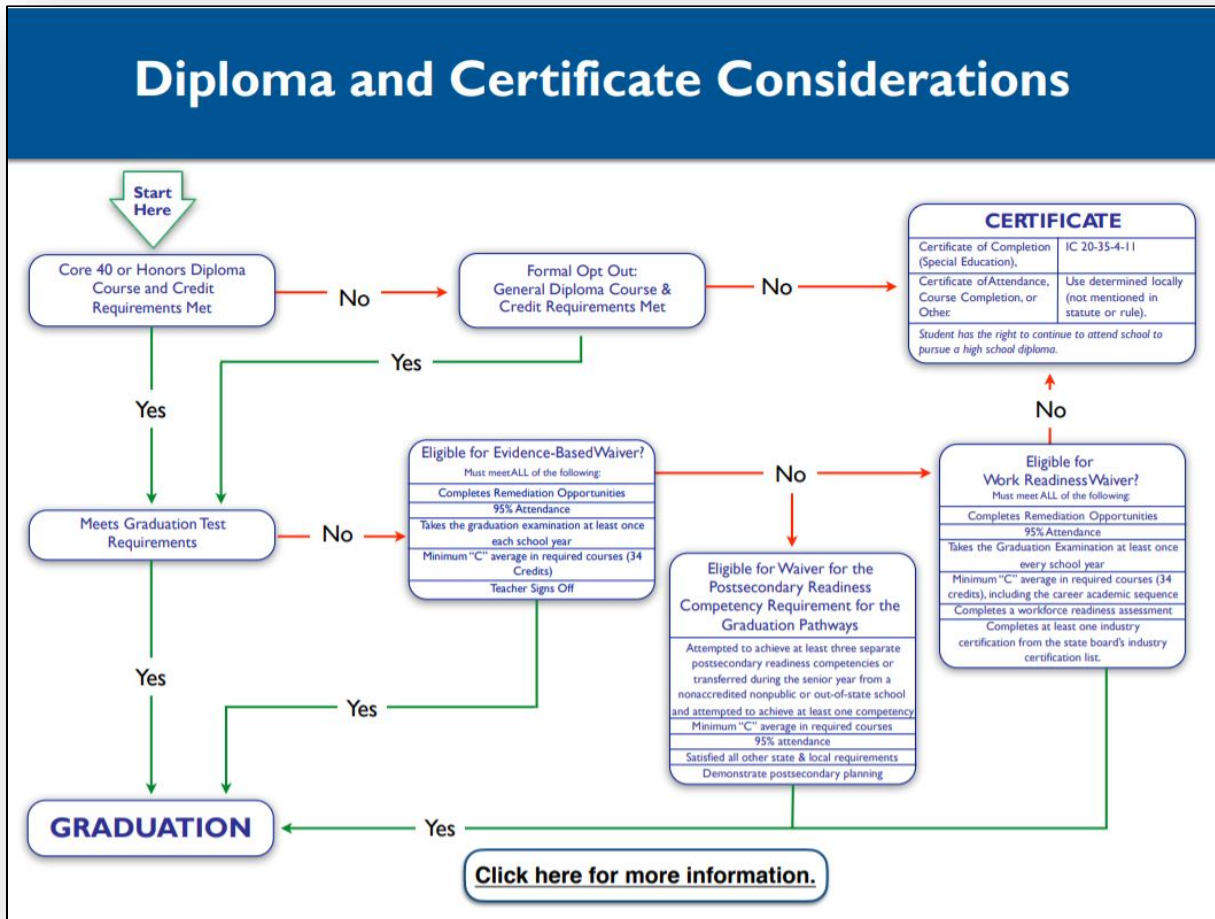 Diploma and Certificate Considerations
Start
Here
Core 40 or Honors Diploma
Course and Credit
Requirements Met
No
Formal Opt Out:
General Diploma Course &
Credit Requirements Met
No
CERTIFICATE
Certificate of Completion
(Special Education),
IC 20-35-4-11
Certificate of Attendance,
Course Completion, or
Other.
Use determined locally
(not mentioned in
statute or rule).
Student has the right to continue to attend school to
pursue a high school diploma.
Yes
Yes
No
Meets Graduation Test
Requirements
No
Eligible for Evidence-BasedWaiver?
Must meetALL of the following:
Completes Remediation Opportunities
95% Attendance
Takes the graduation examination at least once
each school year
Minimum "C" average in required courses (34
Credits)
Teacher Signs Off
No
Eligible for Waiver for the
Postsecondary Readiness
Competency Requirement for the
Graduation Pathways
Attempted to achieve at least three separate
postsecondary readiness competencies or
transferred during the senior year from a
nonaccredited nonpublic or out-of-state school
and attempted to achieve at least one competency
Minimum "C" average in required courses
95% attendance
Satisfied all other state & local requirements
Demonstrate postsecondary planning
Eligible for
Work ReadinessWaiver?
Must meet ALL of the following:
Completes Remediation Opportunities
95% Attendance
Takes the Graduation Examination at least once
every school year
Minimum "C" average in required courses (34
credits), including the career academic sequence
Completes a workforce readiness assessment
Completes at least one industry
certification from the state board's industry
certification list.
Yes
Yes
GRADUATION
Yes
Click here for more information.